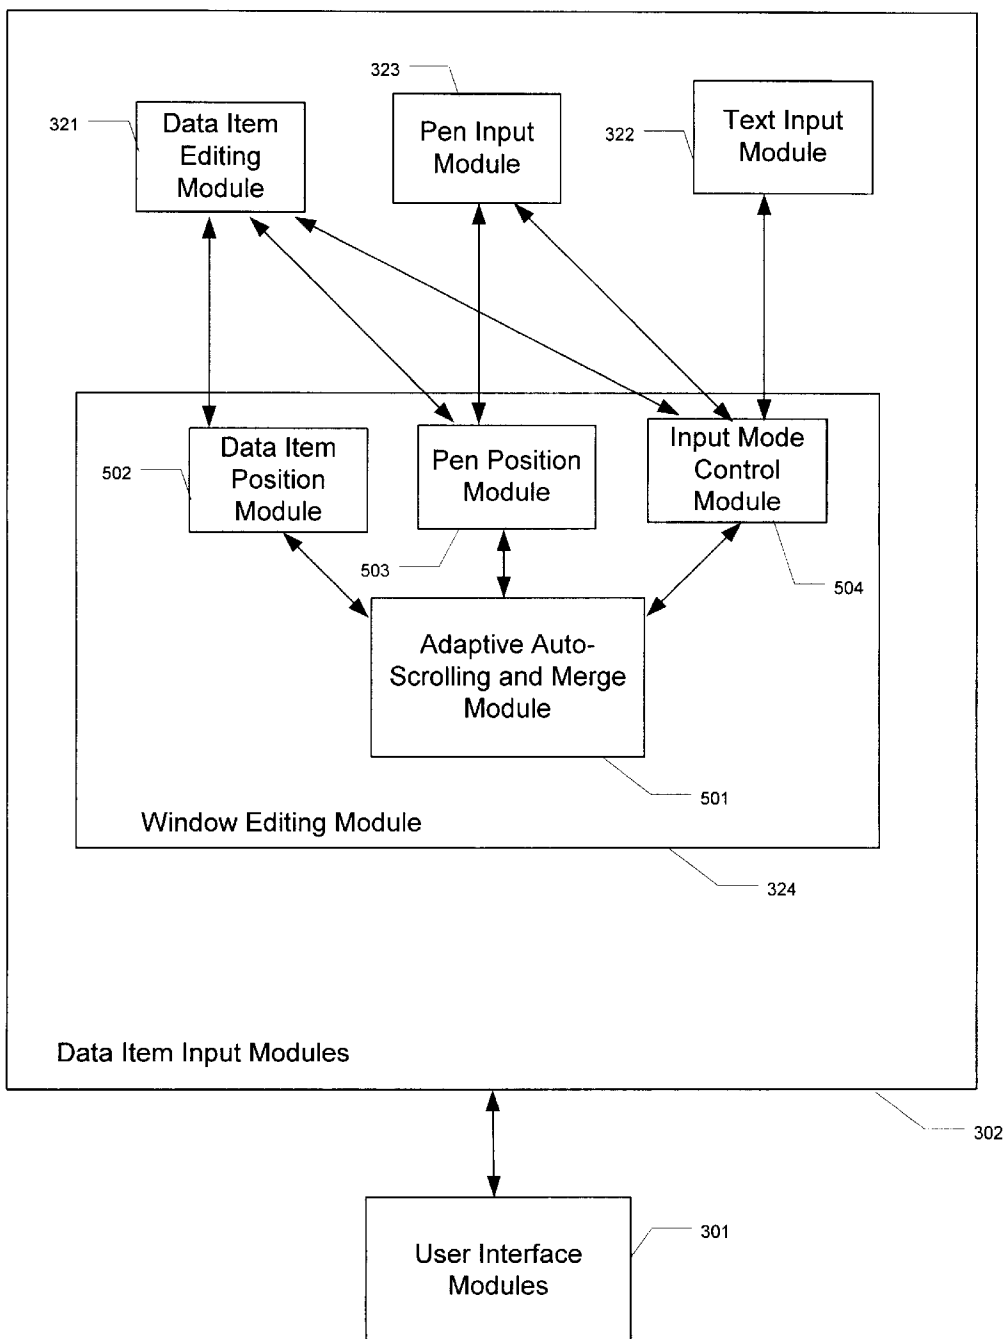 323
321
Data Item
Editing
Module
Pen Input
Module
322
Text Input
Module
502
Data Item
Position
Module
Pen Position
Module
Input Mode
Control
Module
503
504
Adaptive Auto-
Scrolling and Merge
Module
501
Window Editing Module
324
Data Item Input Modules
302
User Interface
Modules
301